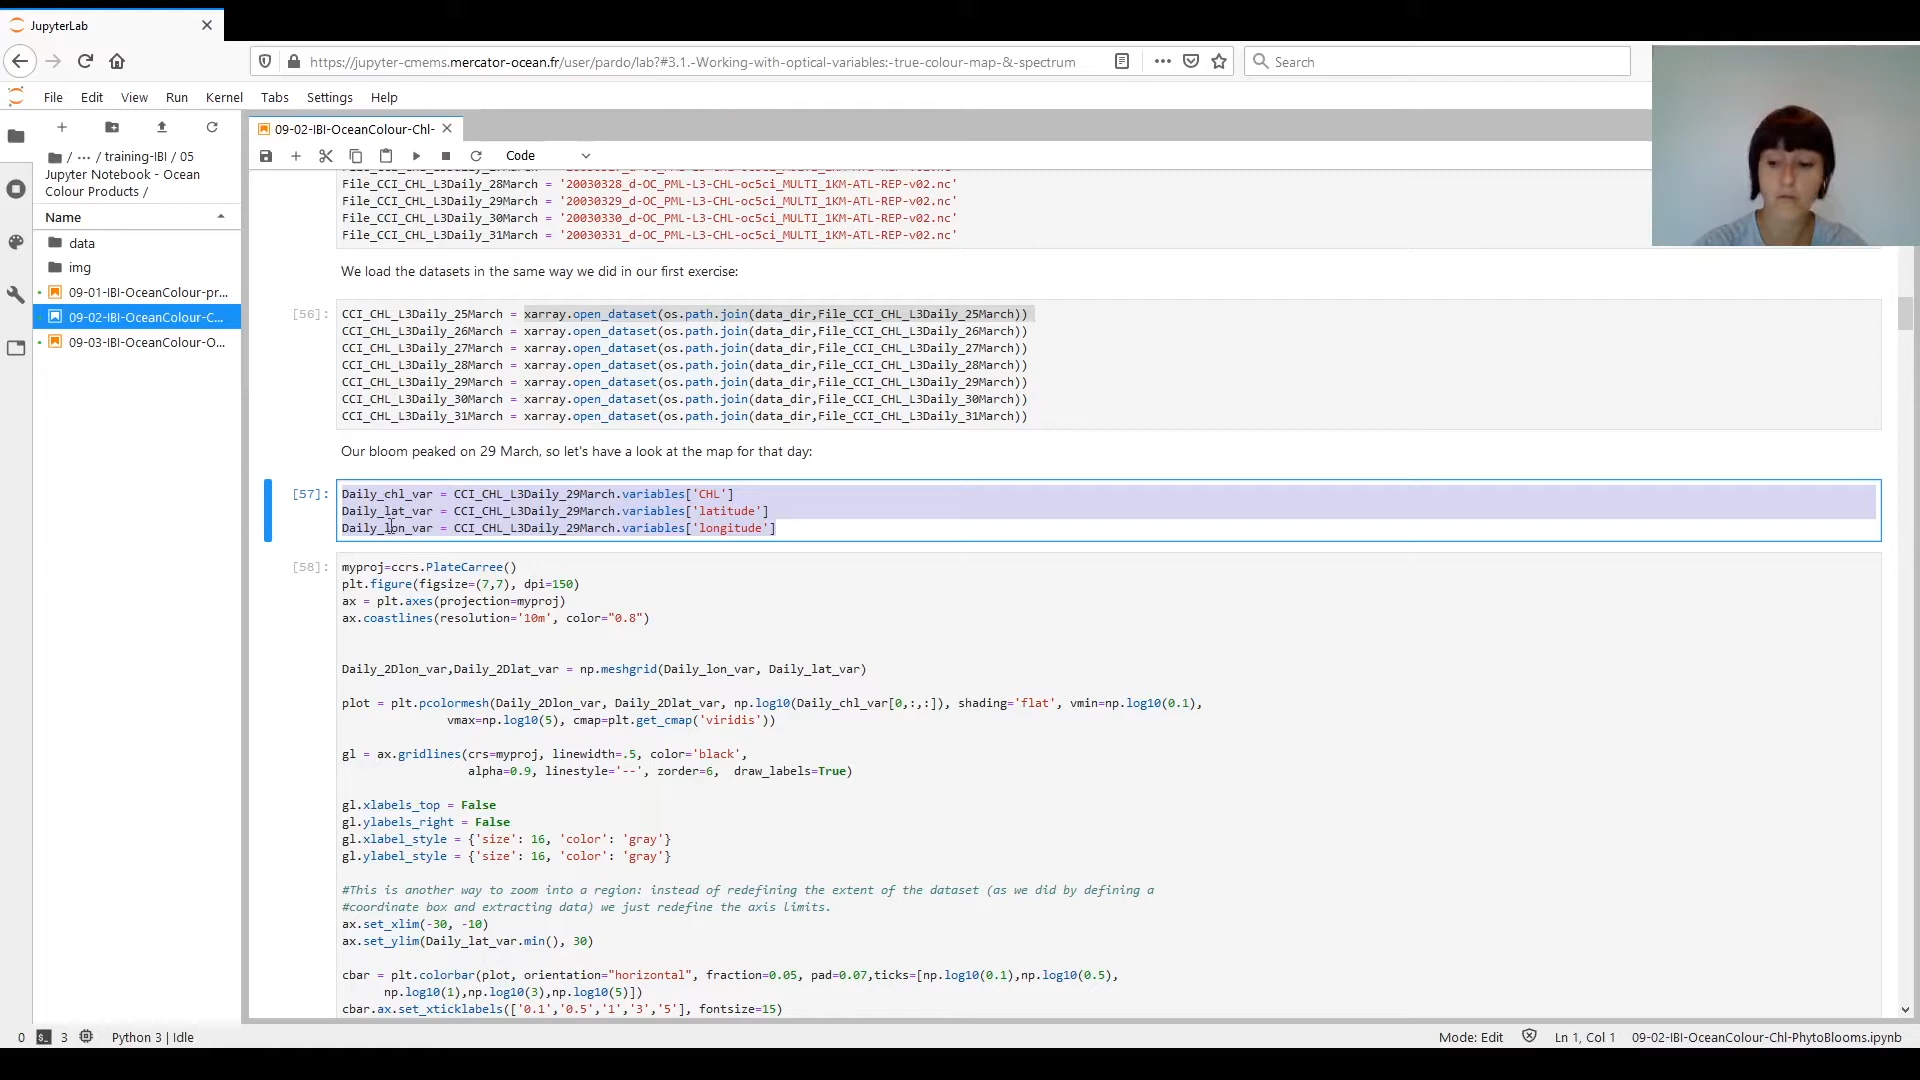 JupyterLab
https://jupyter-cmems.mercator-ocean.fr/user/pardo/lab?#3.1.-Working-with-optical-variables:-true-colour-map-&-spectrum
Search
File Edit View Run Kernel Tabs Settings Help
/ ··· / training-IBI / 05
Jupyter Notebook - Ocean
Colour Products /
Name
data
img
09-01-IBI-OceanColour-pr...
09-02-IBI-OceanColour-C...
09-03-IBI-OceanColour-O...
09-02-IBI-OceanColour-Chl-
Code
File_CCI_CHL_L3Daily_28March = '20030328_d-OC_PML-L3-CHL-oc5ci_MULTI_1KM-ATL-REP-v02.nc'
File_CCI_CHL_L3Daily_29March = '20030329_d-OC_PML-L3-CHL-oc5ci_MULTI_1KM-ATL-REP-v02.nc'
File_CCI_CHL_L3Daily_30March = '20030330_d-OC_PML-L3-CHL-oc5ci_MULTI_1KM-ATL-REP-v02.nc'
File_CCI_CHL_L3Daily_31March = '20030331_d-OC_PML-L3-CHL-oc5ci_MULTI_1KM-ATL-REP-v02.nc'
We load the datasets in the same way we did in our first exercise:
[56]: CCI_CHL_L3Daily_25March = xarray.open_dataset(os.path.join(data_dir,File_CCI_CHL_L3Daily_25March))
CCI_CHL_L3Daily_26March = xarray.open_dataset(os.path.join(data_dir,File_CCI_CHL_L3Daily_26March))
CCI_CHL_L3Daily_27March = xarray.open_dataset(os.path.join(data_dir,File_CCI_CHL_L3Daily_27March))
CCI_CHL_L3Daily_28March = xarray.open_dataset(os.path.join(data_dir,File_CCI_CHL_L3Daily_28March))
CCI_CHL_L3Daily_29March = xarray.open_dataset(os.path.join(data_dir,File_CCI_CHL_L3Daily_29March))
CCI_CHL_L3Daily_30March = xarray.open_dataset(os.path.join(data_dir,File_CCI_CHL_L3Daily_30March))
CCI_CHL_L3Daily_31March = xarray.open_dataset(os.path.join(data_dir,File_CCI_CHL_L3Daily_31March))
Our bloom peaked on 29 March, so let's have a look at the map for that day:
[57]: Daily_chl_var = CCI_CHL_L3Daily_29March.variables['CHL']
Daily_lat_var = CCI_CHL_L3Daily_29March.variables['latitude']
Daily_lon_var = CCI_CHL_L3Daily_29March.variables['longitude']
[58]: myproj=ccrs.PlateCarree()
plt.figure(figsize=(7,7), dpi=150)
ax = plt.axes(projection=myproj)
ax.coastlines(resolution='10m', color="0.8")
Daily_2Dlon_var,Daily_2Dlat_var = np.meshgrid(Daily_lon_var, Daily_lat_var)
plot = plt.pcolormesh(Daily_2Dlon_var, Daily_2Dlat_var, np.log10(Daily_chl_var[0,:,:]), shading='flat', vmin=np.log10(0.1),
vmax=np.log10(5), cmap=plt.get_cmap('viridis'))
gl = ax.gridlines(crs=myproj, linewidth=.5, color='black',
alpha=0.9, linestyle='--', zorder=6,  draw_labels=True)
gl.xlabels_top = False
gl.ylabels_right = False
gl.xlabel_style = {'size': 16, 'color': 'gray'}
gl.ylabel_style = {'size': 16, 'color': 'gray'}
#This is another way to zoom into a region: instead of redefining the extent of the dataset (as we did by defining a
#coordinate box and extracting data) we just redefine the axis limits.
ax.set_xlim(-30, -10)
ax.set_ylim(Daily_lat_var.min(), 30)
cbar = plt.colorbar(plot, orientation="horizontal", fraction=0.05, pad=0.07,ticks=[np.log10(0.1),np.log10(0.5),
np.log10(1),np.log10(3),np.log10(5)])
cbar.ax.set_xticklabels(['0.1','0.5','1','3','5'], fontsize=15)
0 3 Python 3 | Idle Mode: Edit Ln 1, Col 1 09-02-IBI-OceanColour-Chl-PhytoBlooms.ipynb